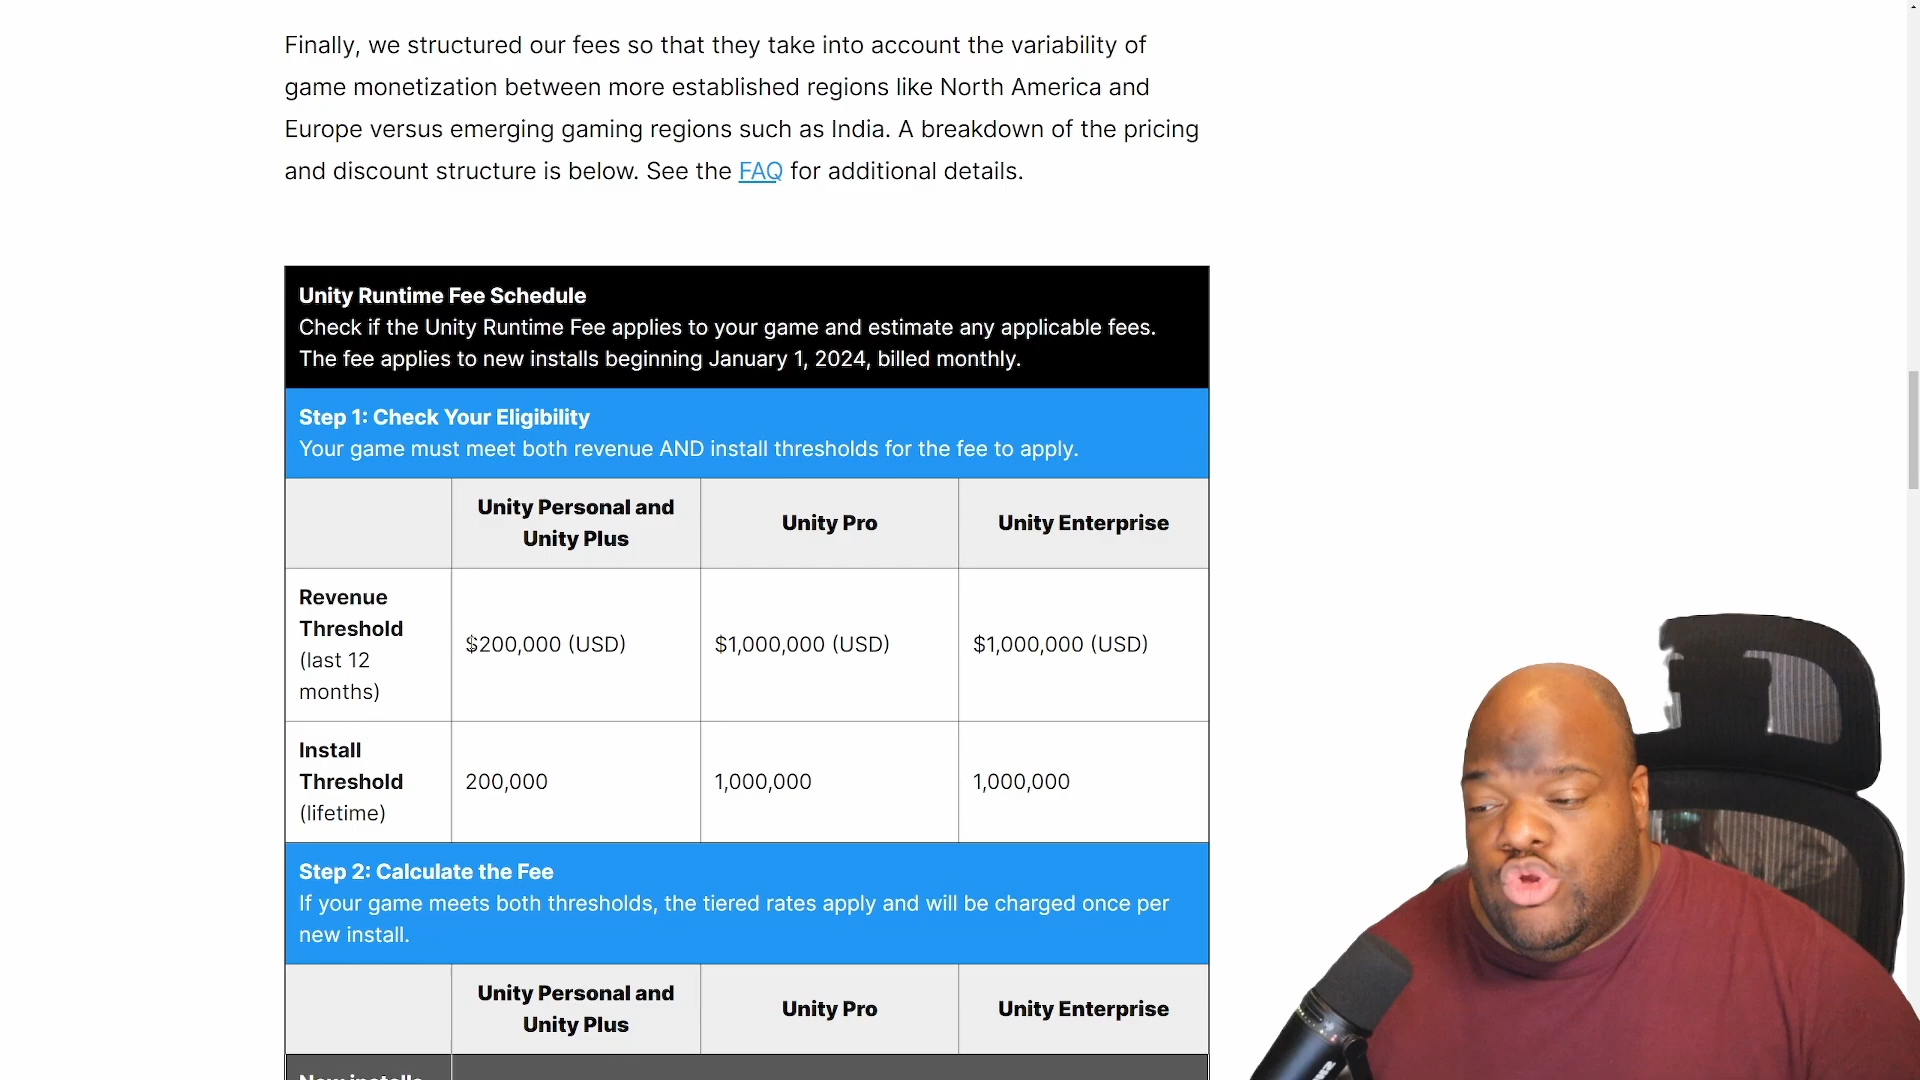 Finally, we structured our fees so that they take into account the variability of
game monetization between more established regions like North America and
Europe versus emerging gaming regions such as India. A breakdown of the pricing
and discount structure is below. See the FAQ for additional details.
Unity Runtime Fee Schedule
Check if the Unity Runtime Fee applies to your game and estimate any applicable fees.
The fee applies to new installs beginning January 1, 2024, billed monthly.
Step 1: Check Your Eligibility
Your game must meet both revenue AND install thresholds for the fee to apply.
Unity Personal and
Unity Plus
Unity Pro
Unity Enterprise
Revenue
Threshold
(last 12
months)
$200,000 (USD)
$1,000,000 (USD)
$1,000,000 (USD)
Install
Threshold
(lifetime)
200,000
1,000,000
1,000,000
Step 2: Calculate the Fee
If your game meets both thresholds, the tiered rates apply and will be charged once per
new install.
Unity Personal and
Unity Plus
Unity Pro
Unity Enterprise
New installs